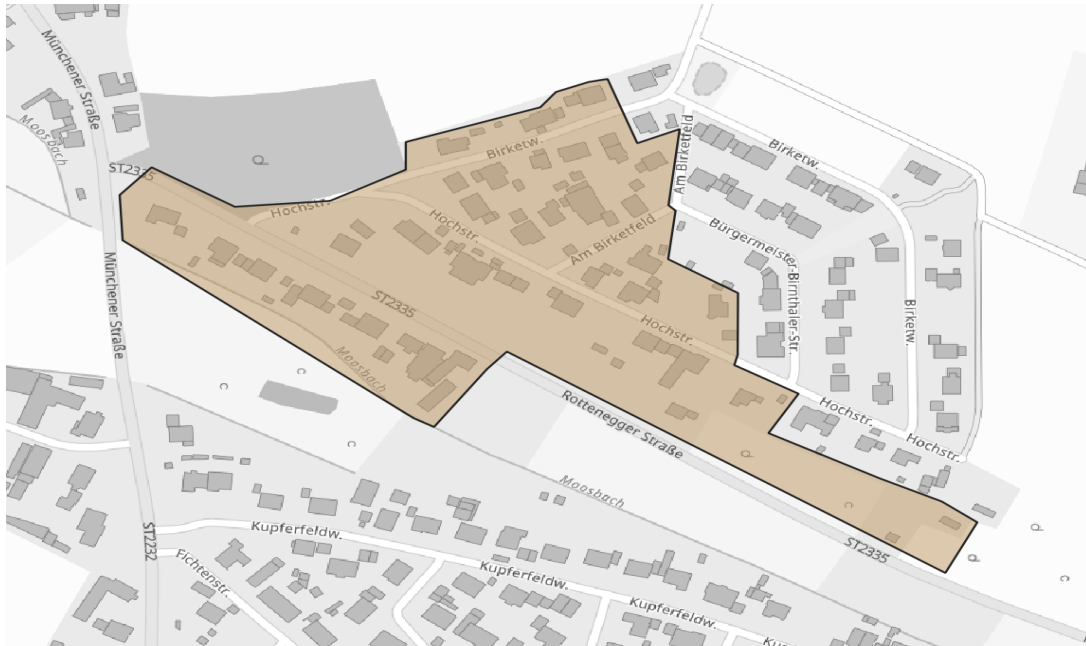 Münchener Straße
Moosbach
ST2335
Birketw.
Am Birketfeld
Birketw.
Hochstr.
Hochstr.
Am Birketfeld
Bürgermeister-Birnthaler-Str.
Münchener Straße
ST2335
Hochstr.
Birketw.
Moosbach
Rottenegger Straße
Hochstr.
Hochstr.
Moosbach
ST2232
Kupferfeldw.
ST2335
Fichtenstr.
Kupferfeldw.
Kupferfeldw.